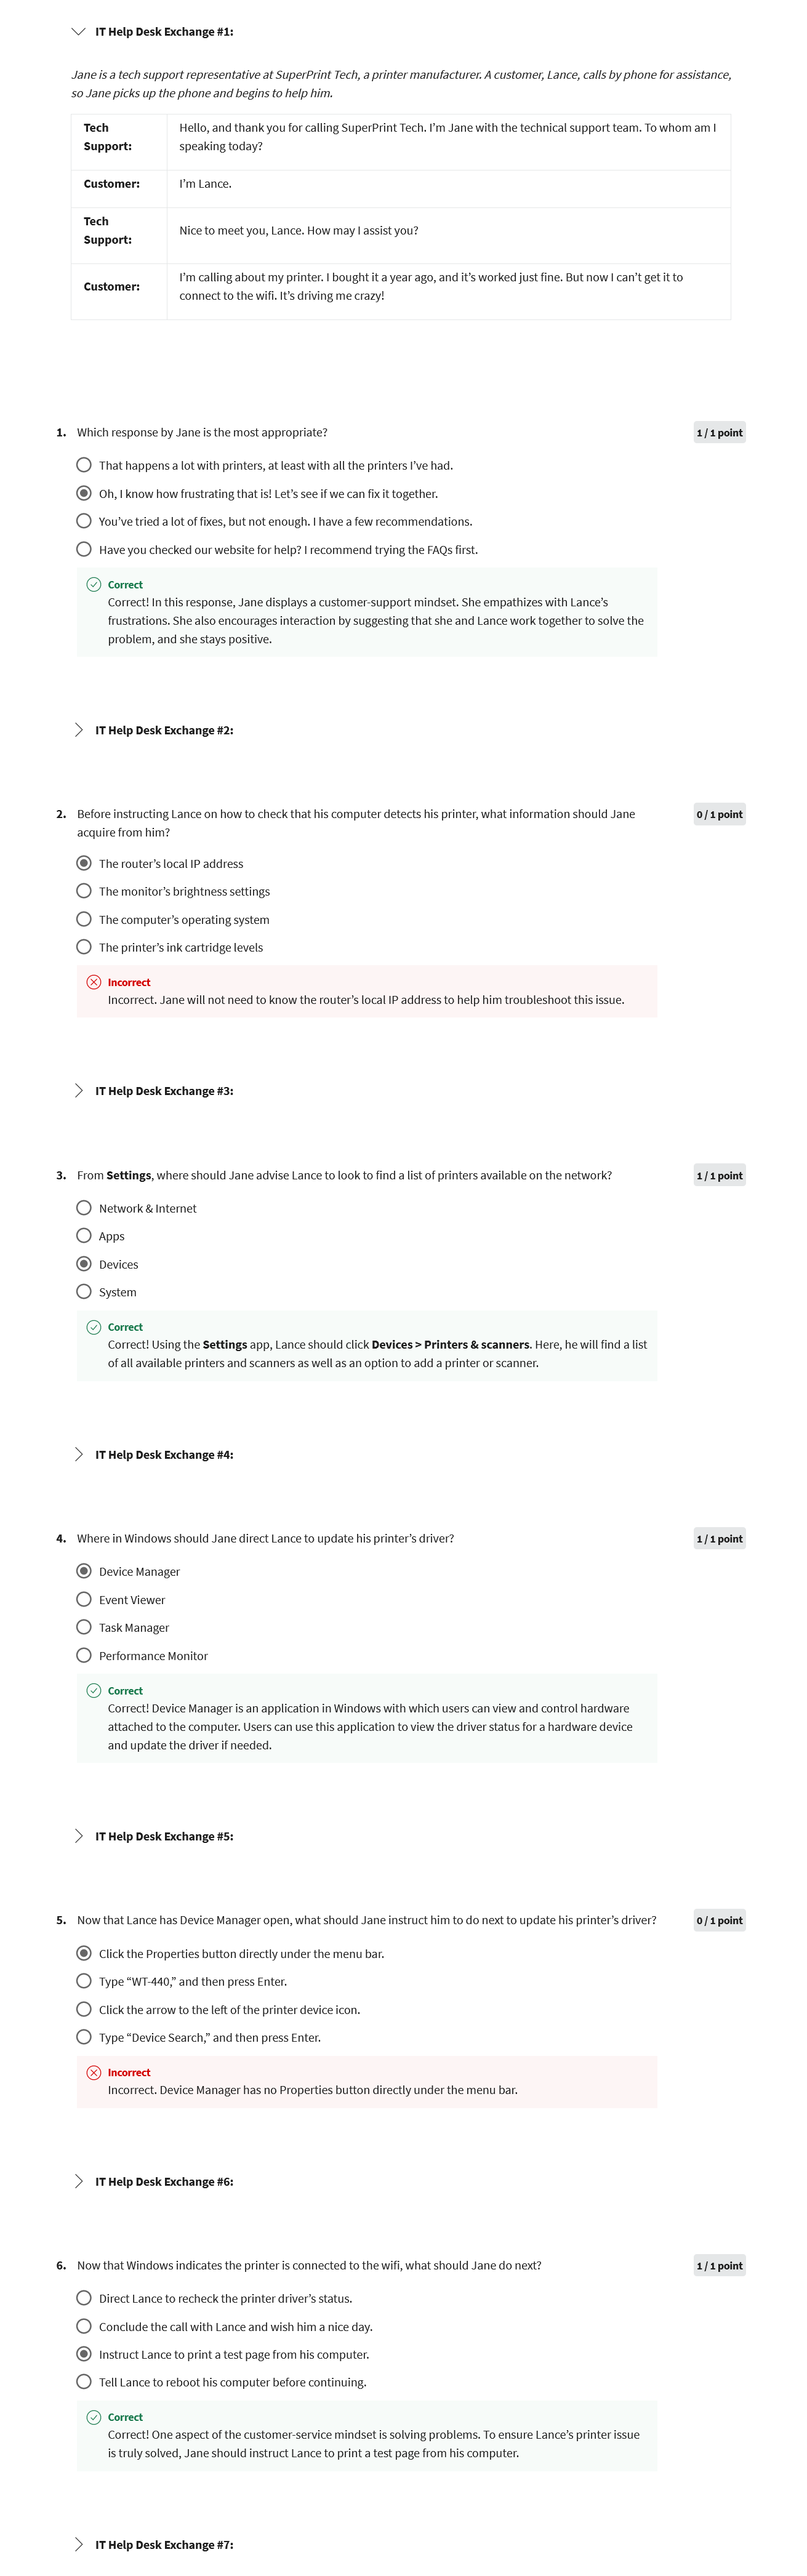 IT Help Desk Exchange #1:
Jane is a tech support representative at SuperPrint Tech, a printer manufacturer. A customer, Lance, calls by phone for assistance,
so Jane picks up the phone and begins to help him.
Tech
Support:
Hello, and thank you for calling SuperPrint Tech. I'm Jane with the technical support team. To whom am I
speaking today?
Customer:
I'm Lance.
Tech
Support:
Nice to meet you, Lance. How may I assist you?
Customer:
I'm calling about my printer. I bought it a year ago, and it's worked just fine. But now I can't get it to
connect to the wifi. It's driving me crazy!
1. Which response by Jane is the most appropriate?
1 / 1 point
That happens a lot with printers, at least with all the printers I've had.
Oh, I know how frustrating that is! Let's see if we can fix it together.
You've tried a lot of fixes, but not enough. I have a few recommendations.
Have you checked our website for help? I recommend trying the FAQs first.
Correct
Correct! In this response, Jane displays a customer-support mindset. She empathizes with Lance's
frustrations. She also encourages interaction by suggesting that she and Lance work together to solve the
problem, and she stays positive.
IT Help Desk Exchange #2:
2. Before instructing Lance on how to check that his computer detects his printer, what information should Jane
acquire from him?
0 / 1 point
The router's local IP address
The monitor's brightness settings
The computer's operating system
The printer's ink cartridge levels
Incorrect
Incorrect. Jane will not need to know the router's local IP address to help him troubleshoot this issue.
IT Help Desk Exchange #3:
3. From Settings, where should Jane advise Lance to look to find a list of printers available on the network?
1 / 1 point
Network & Internet
Apps
Devices
System
Correct
Correct! Using the Settings app, Lance should click Devices > Printers & scanners. Here, he will find a list
of all available printers and scanners as well as an option to add a printer or scanner.
IT Help Desk Exchange #4:
4. Where in Windows should Jane direct Lance to update his printer's driver?
1 / 1 point
Device Manager
Event Viewer
Task Manager
Performance Monitor
Correct
Correct! Device Manager is an application in Windows with which users can view and control hardware
attached to the computer. Users can use this application to view the driver status for a hardware device
and update the driver if needed.
IT Help Desk Exchange #5:
5. Now that Lance has Device Manager open, what should Jane instruct him to do next to update his printer's driver?
0 / 1 point
Click the Properties button directly under the menu bar.
Type “WT-440,” and then press Enter.
Click the arrow to the left of the printer device icon.
Type “Device Search,” and then press Enter.
Incorrect
Incorrect. Device Manager has no Properties button directly under the menu bar.
IT Help Desk Exchange #6:
6. Now that Windows indicates the printer is connected to the wifi, what should Jane do next?
1 / 1 point
Direct Lance to recheck the printer driver's status.
Conclude the call with Lance and wish him a nice day.
Instruct Lance to print a test page from his computer.
Tell Lance to reboot his computer before continuing.
Correct
Correct! One aspect of the customer-service mindset is solving problems. To ensure Lance's printer issue
is truly solved, Jane should instruct Lance to print a test page from his computer.
IT Help Desk Exchange #7: